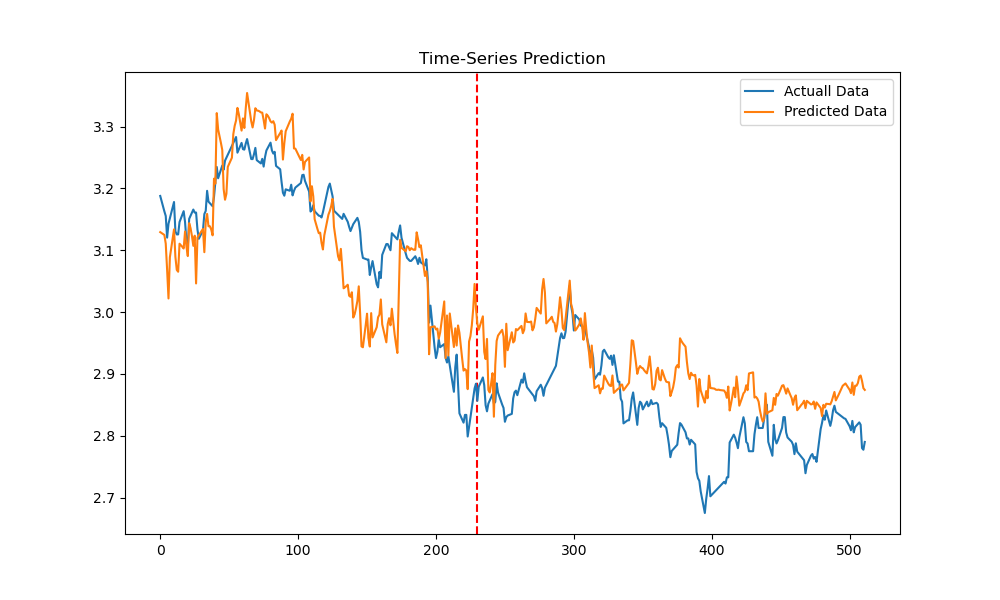 Time-Series Prediction
Actuall Data
Predicted Data
3.3
3.2
3.1
3.0
2.9
2.8
2.7
0 100 200 300 400 500